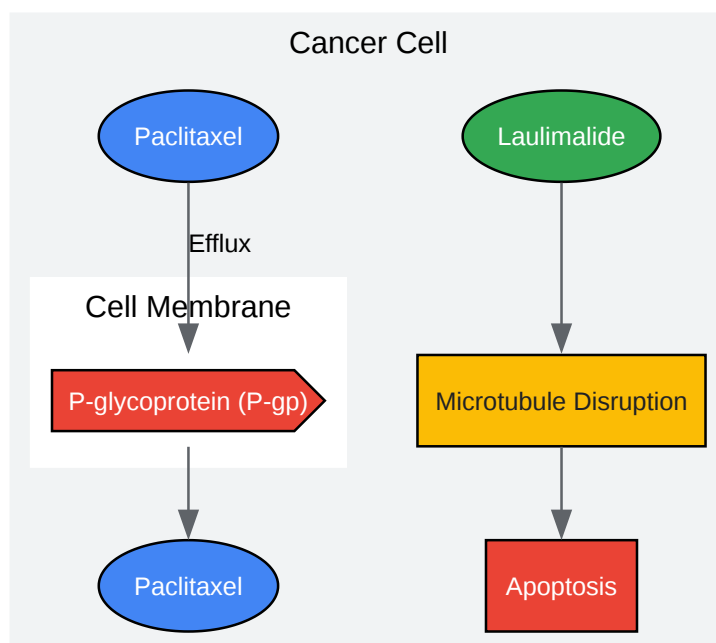 Cancer Cell
Paclitaxel
Laulimalide
Efflux
Cell Membrane
P-glycoprotein (P-gp)
Microtubule Disruption
Paclitaxel
Apoptosis